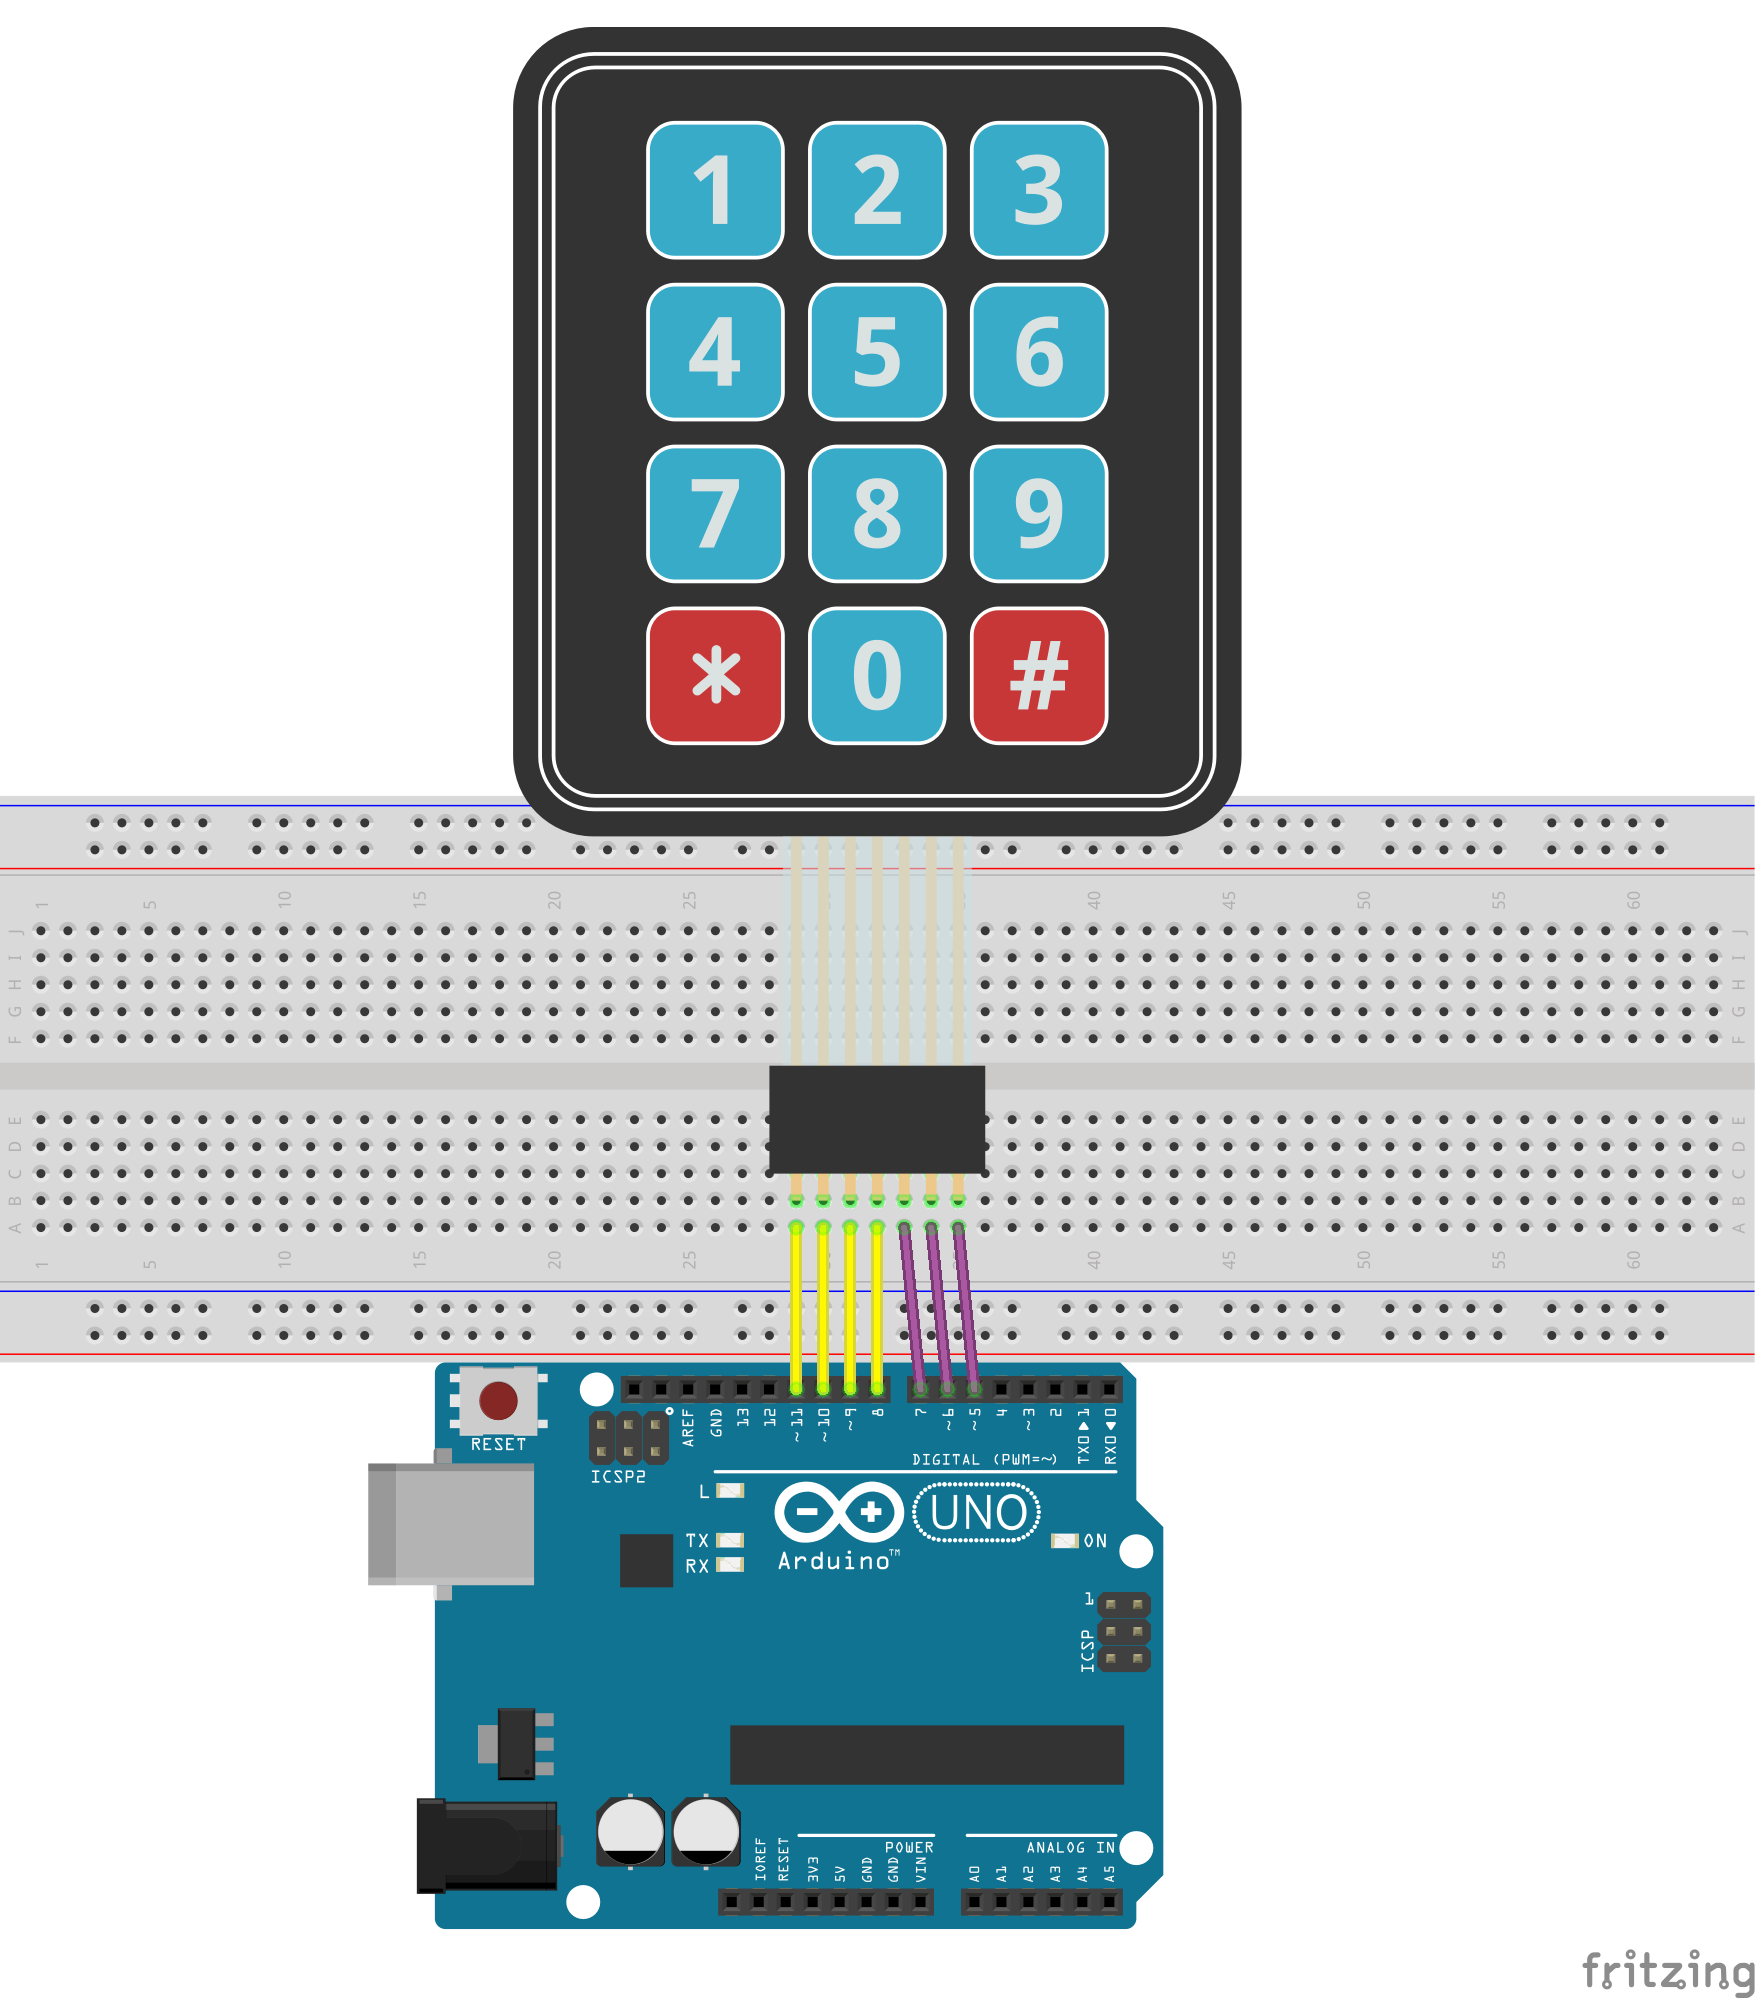 1 2 3
4 5 6
7 8 9
* 0 #
1 5 10 15 20 25 40 45 50 55 60
J J
I I
H H
G G
F F
E E
D D
C C
B B
A A
1 5 10 15 20 25 40 45 50 55 60
RESET
AREF GND 13 12 ~11 ~10 ~9 8 7 ~6 ~5 4 ~3 2 TX0▶1 RX0◀0
ICSP2
DIGITAL (PWM=~)
L
UNO
TX
ON
RX
Arduino™
1
ICSP
POWER
ANALOG IN
IOREF RESET 3V3 5V GND GND VIN A0 A1 A2 A3 A4 A5
fritzing